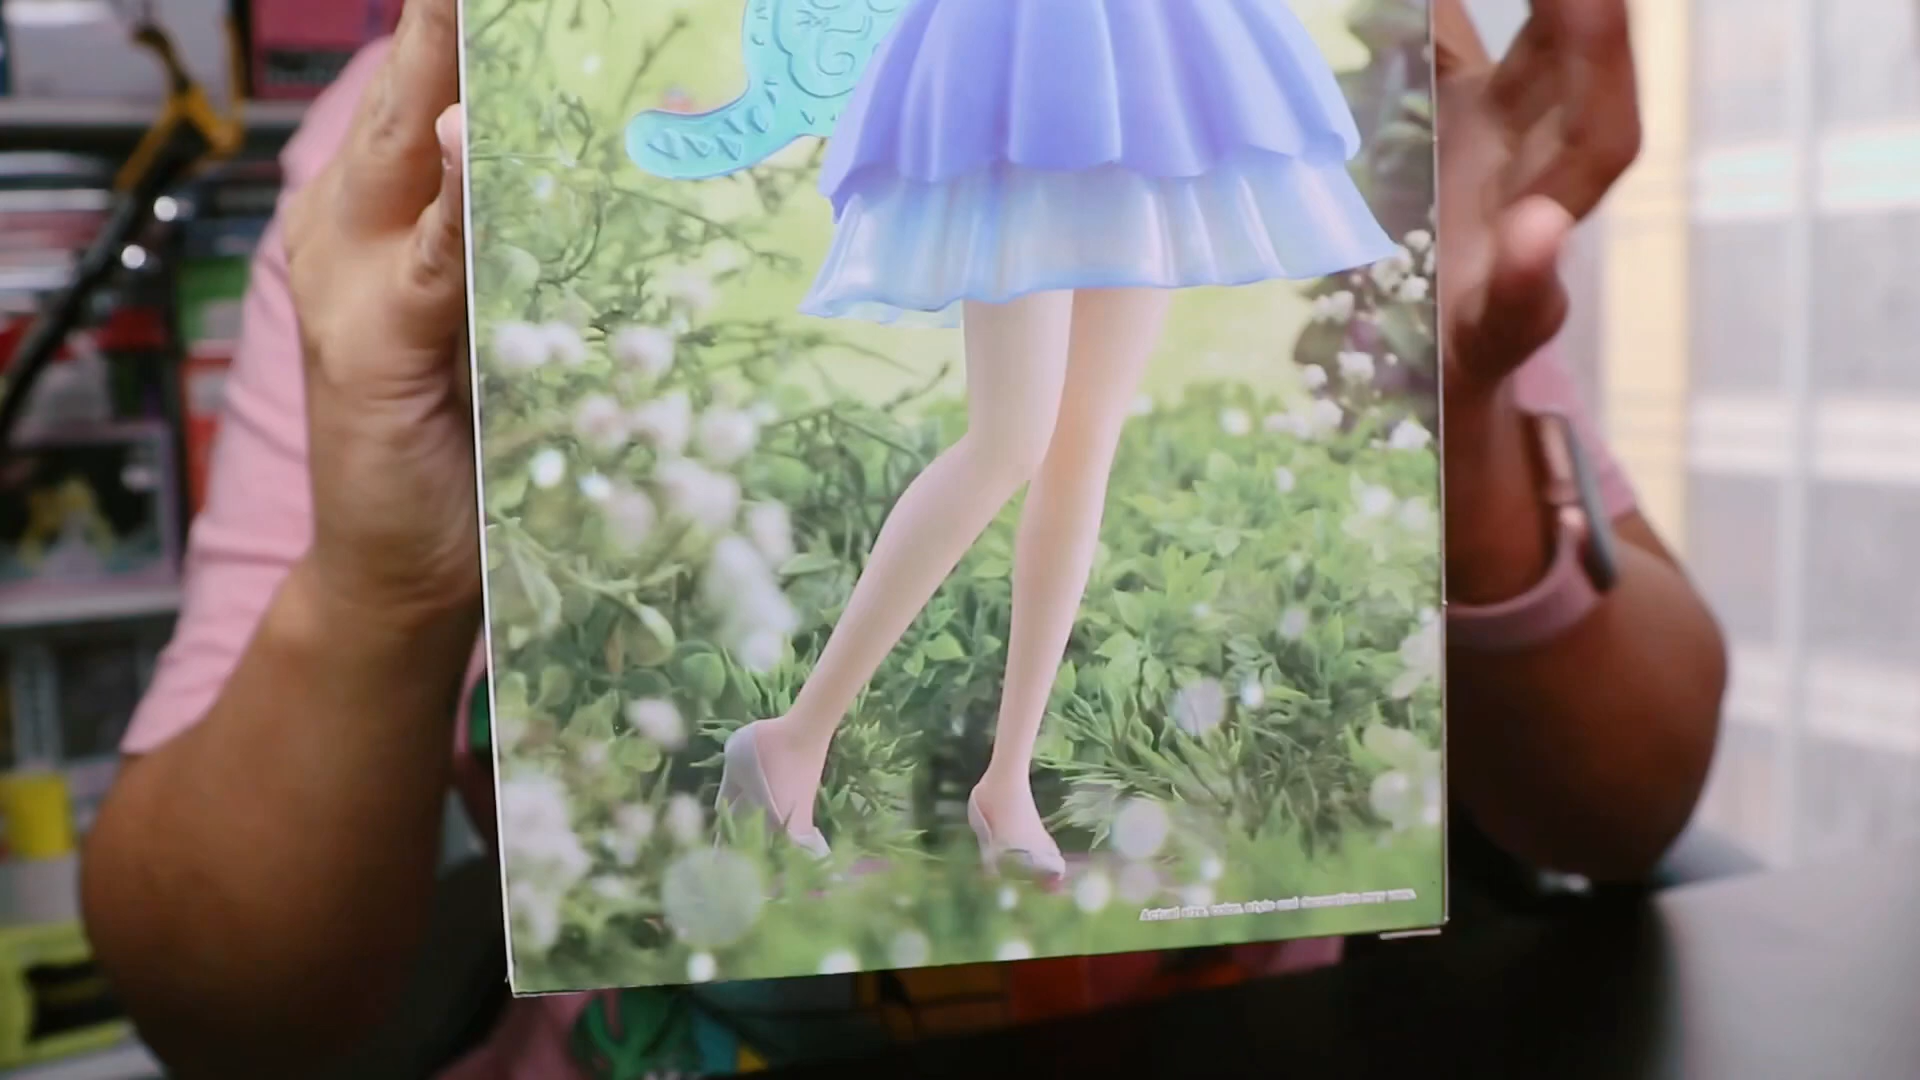 Actual size, color, style and decoration may vary.